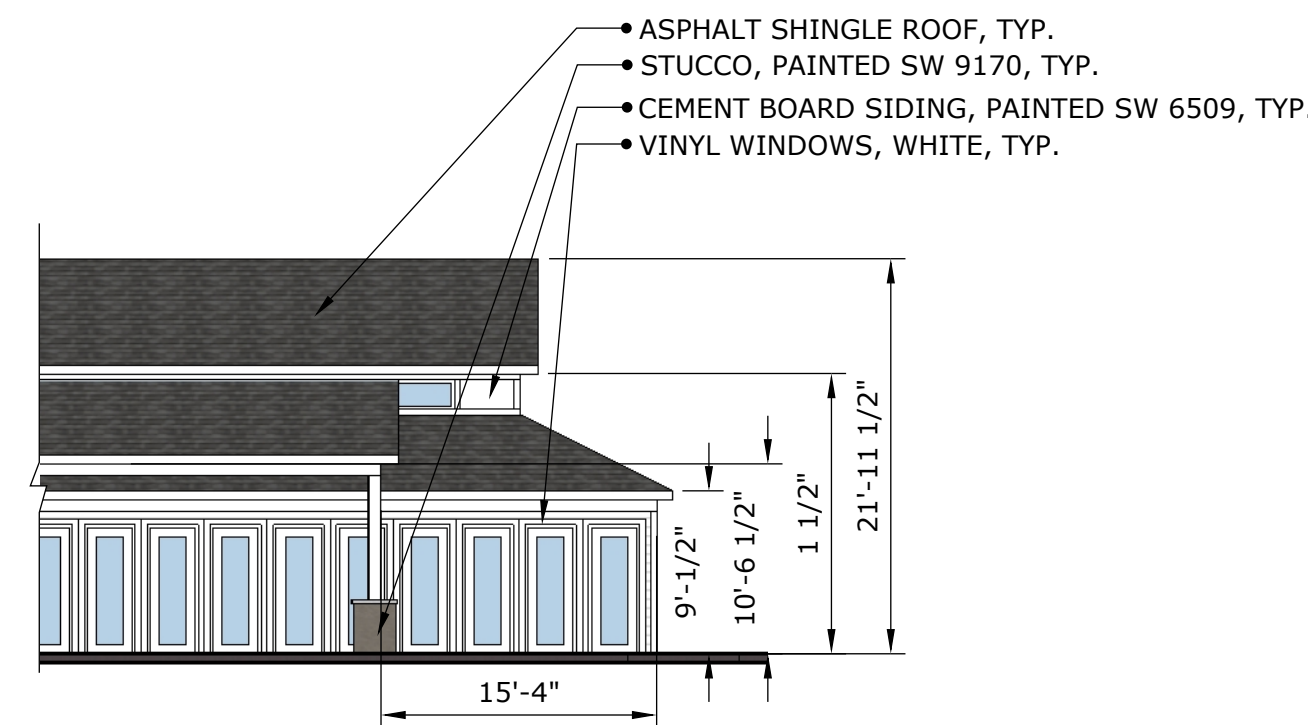 ASPHALT SHINGLE ROOF, TYP.
STUCCO, PAINTED SW 9170, TYP.
CEMENT BOARD SIDING, PAINTED SW 6509, TYP.
VINYL WINDOWS, WHITE, TYP.
9'-1/2"
10'-6 1/2"
1 1/2"
21'-11 1/2"
15'-4"